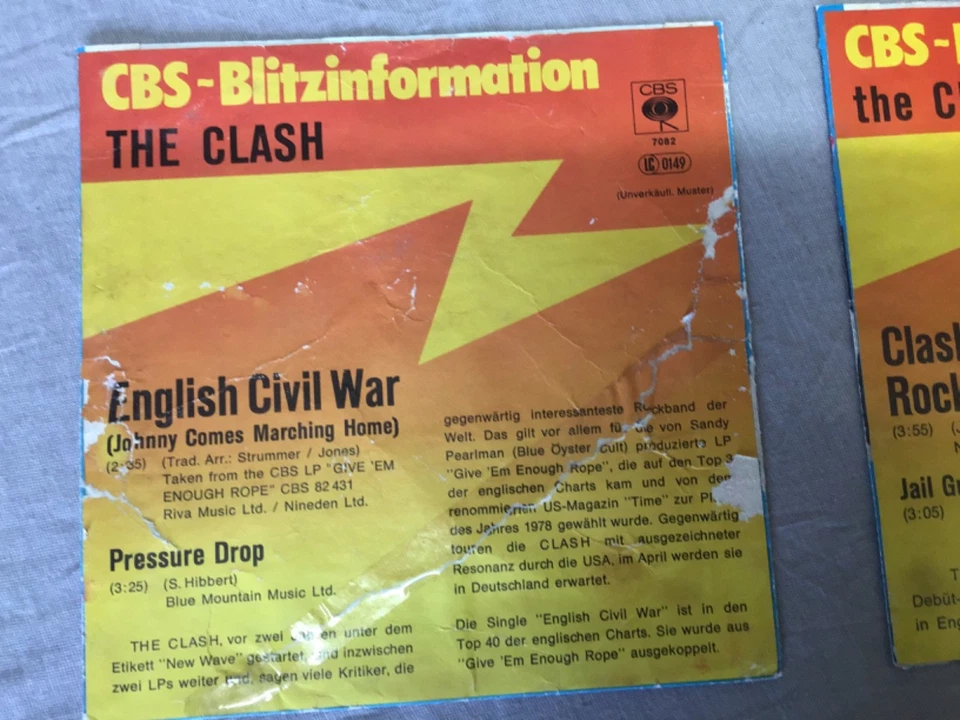 CBS~Blitzinformation
THE CLASH
CBS
7082
LC 0149
(Unverkäufl. Muster)
English Civil War
(Johnny Comes Marching Home)
(2:35) (Trad. Arr.: Strummer / Jones)
Taken from the CBS LP "GIVE 'EM
ENOUGH ROPE" CBS 82 431
Riva Music Ltd. / Nineden Ltd.
Pressure Drop
(3:25) (S. Hibbert)
Blue Mountain Music Ltd.
THE CLASH, vor zwei Jahren unter dem
Etikett "New Wave" gestartet, und inzwischen
zwei LPs weiter und, sagen viele Kritiker, die
gegenwärtig interessanteste Rockband der
Welt. Das gilt vor allem für die von Sandy
Pearlman (Blue Öyster Cult) produzierte LP
"Give 'Em Enough Rope", die auf den Top 3
der englischen Charts kam und von dem
renommierten US-Magazin "Time" zur
des Jahres 1978 gewählt wurde. Gegenwärtig
touren die CLASH mit ausgezeichneter
Resonanz durch die USA, im April werden sie
in Deutschland erwartet.
Die Single "English Civil War" ist in den
Top 40 der englischen Charts. Sie wurde aus
"Give 'Em Enough Rope" ausgekoppelt.
CBS~
the C
Clash
Rock
(3:55)
Jail G
(3:05)
Debüt-
in Eng